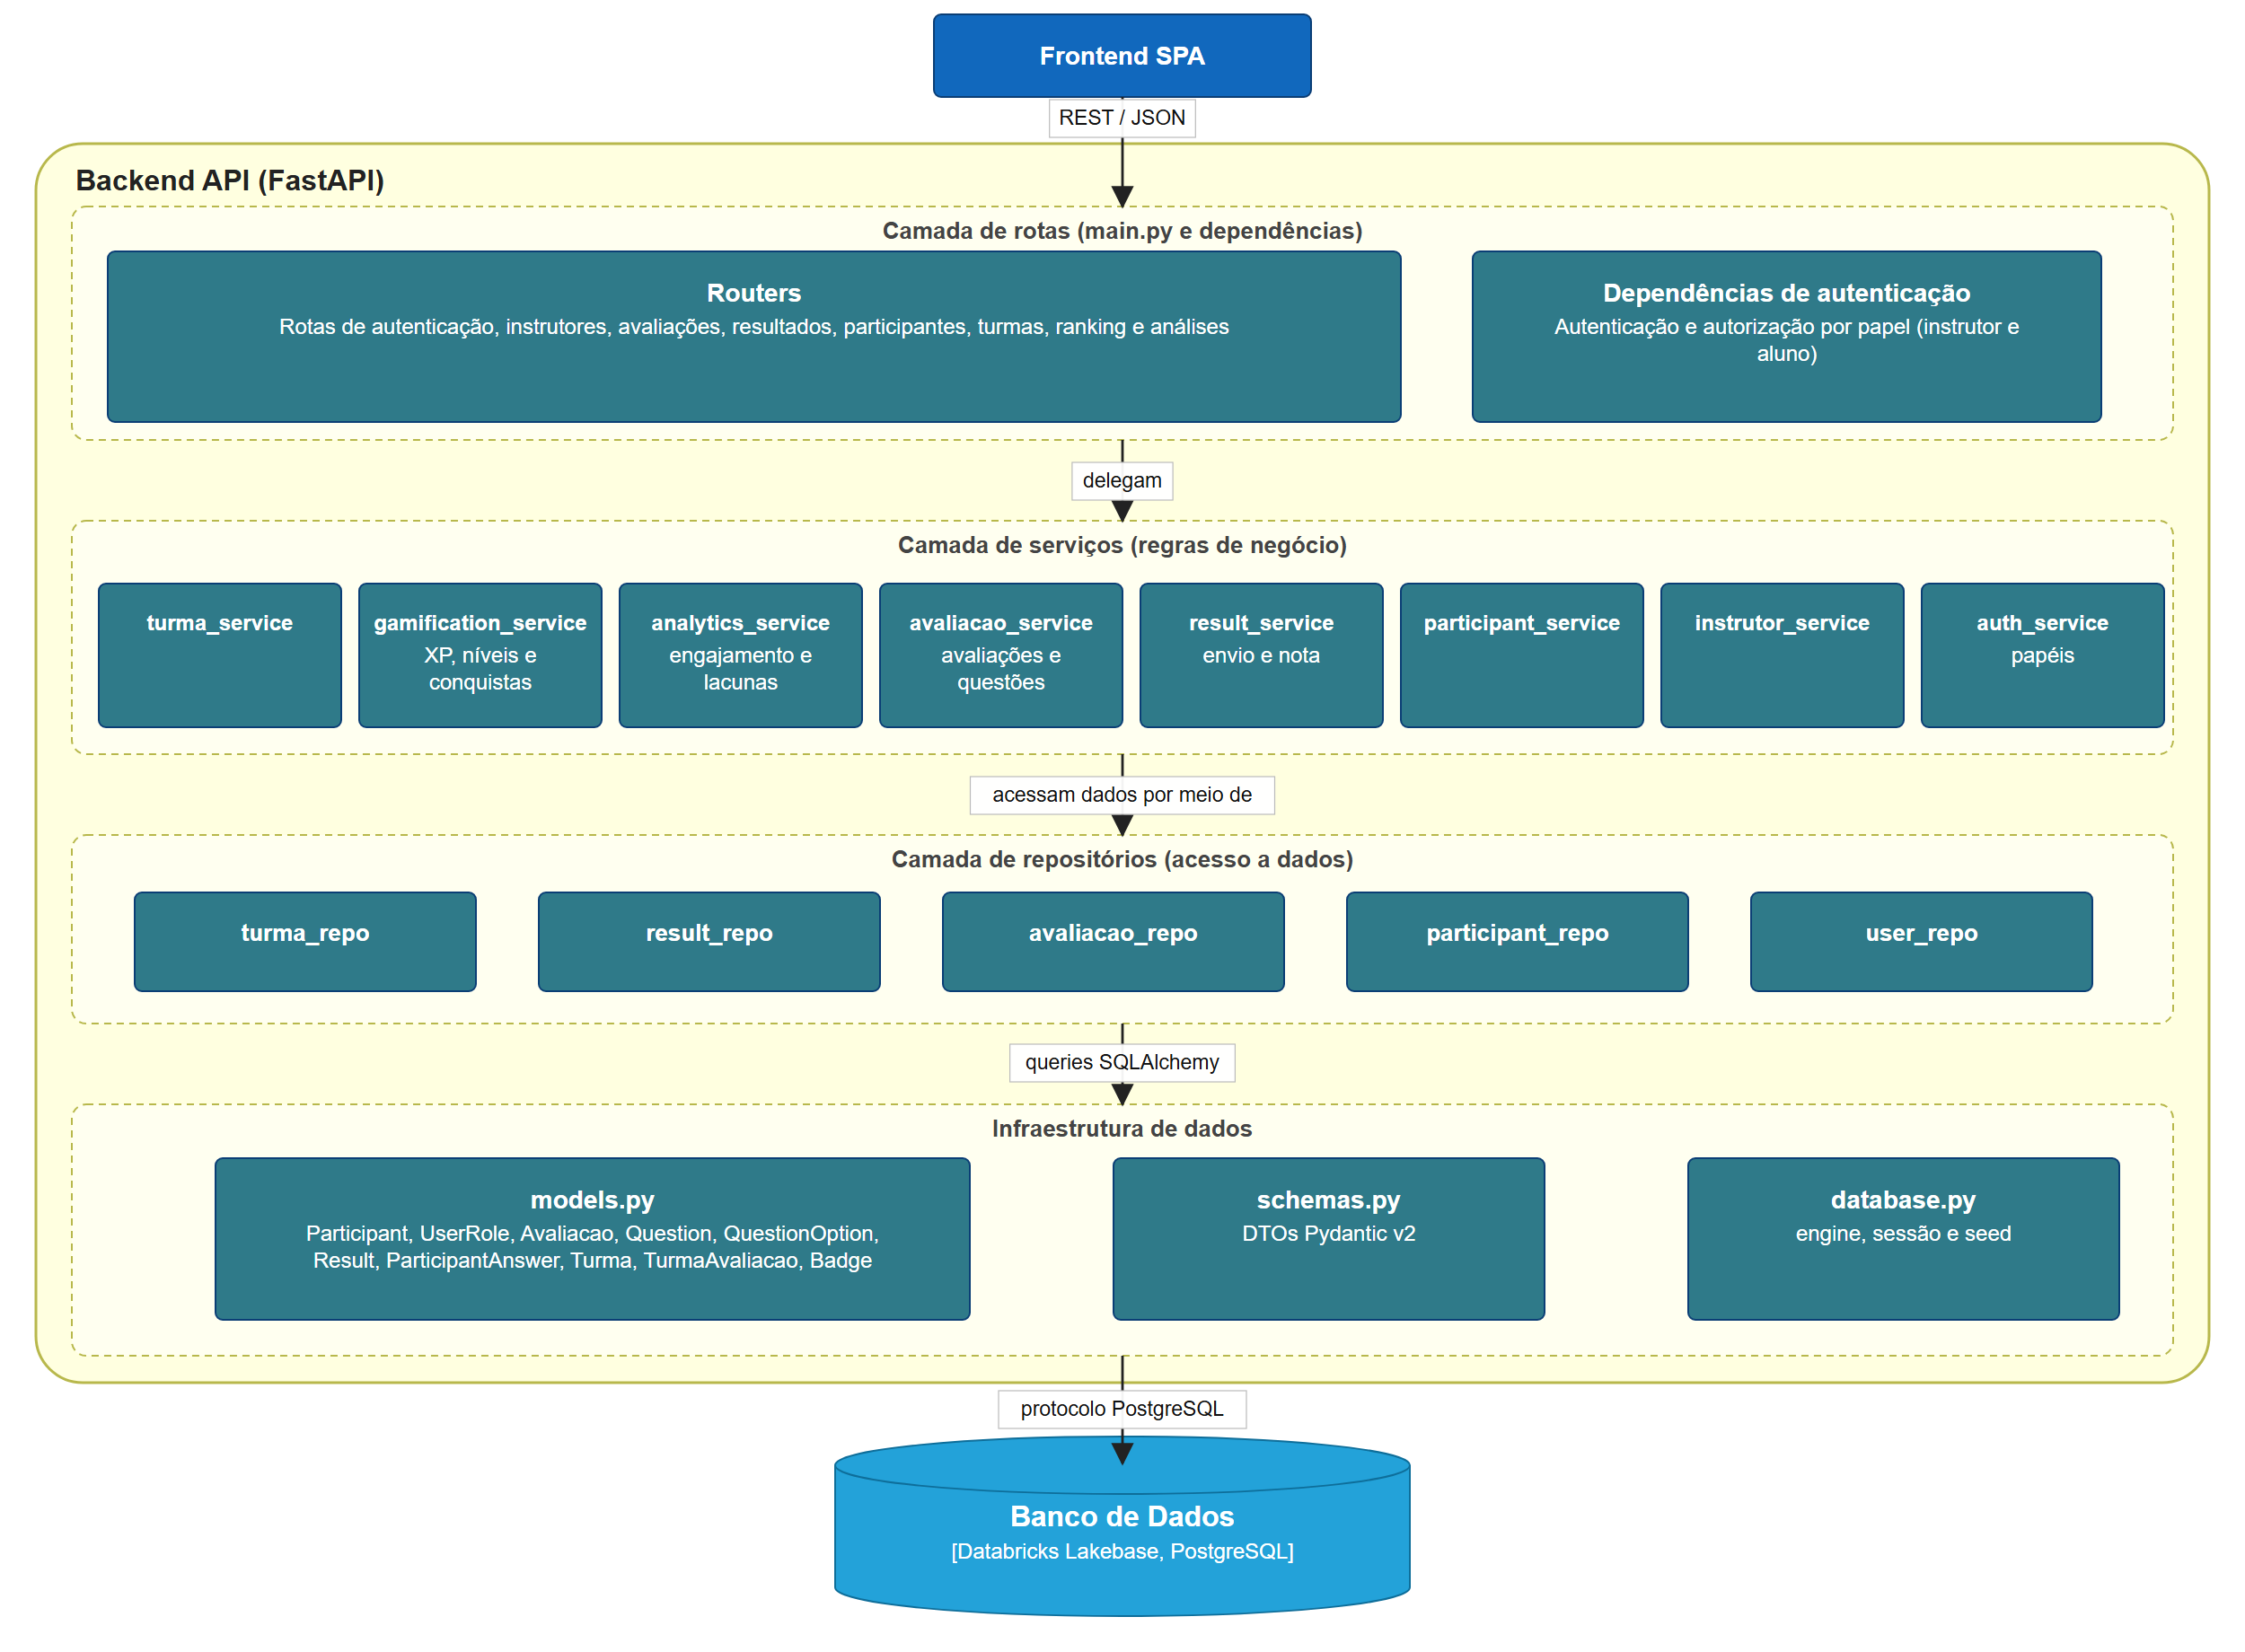 Frontend SPA
REST / JSON
Backend API (FastAPI)
Camada de rotas (main.py e dependências)
Routers
Rotas de autenticação, instrutores, avaliações, resultados, participantes, turmas, ranking e análises
Dependências de autenticação
Autenticação e autorização por papel (instrutor e
aluno)
delegam
Camada de serviços (regras de negócio)
turma_service
gamification_service
XP, níveis e
conquistas
analytics_service
engajamento e
lacunas
avaliacao_service
avaliações e
questões
result_service
envio e nota
participant_service
instrutor_service
auth_service
papéis
acessam dados por meio de
Camada de repositórios (acesso a dados)
turma_repo
result_repo
avaliacao_repo
participant_repo
user_repo
queries SQLAlchemy
Infraestrutura de dados
models.py
Participant, UserRole, Avaliacao, Question, QuestionOption,
Result, ParticipantAnswer, Turma, TurmaAvaliacao, Badge
schemas.py
DTOs Pydantic v2
database.py
engine, sessão e seed
protocolo PostgreSQL
Banco de Dados
[Databricks Lakebase, PostgreSQL]